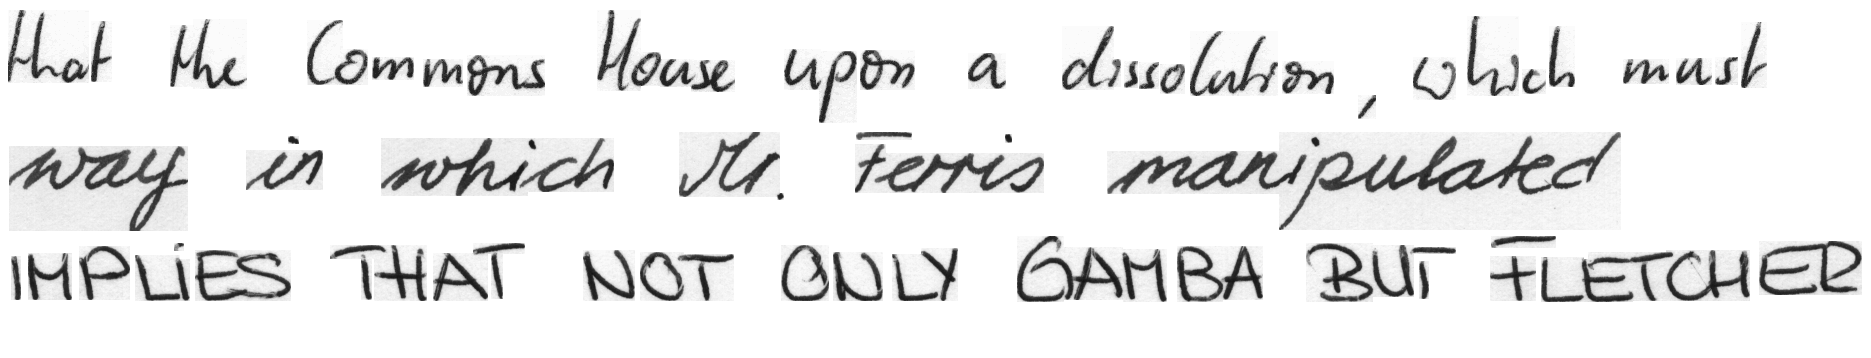 that the Commons House upon a dissolution, which must
way in which Mr. Ferris manipulated
IMPLIES THAT NOT ONLY GAMBA BUT FLETCHER